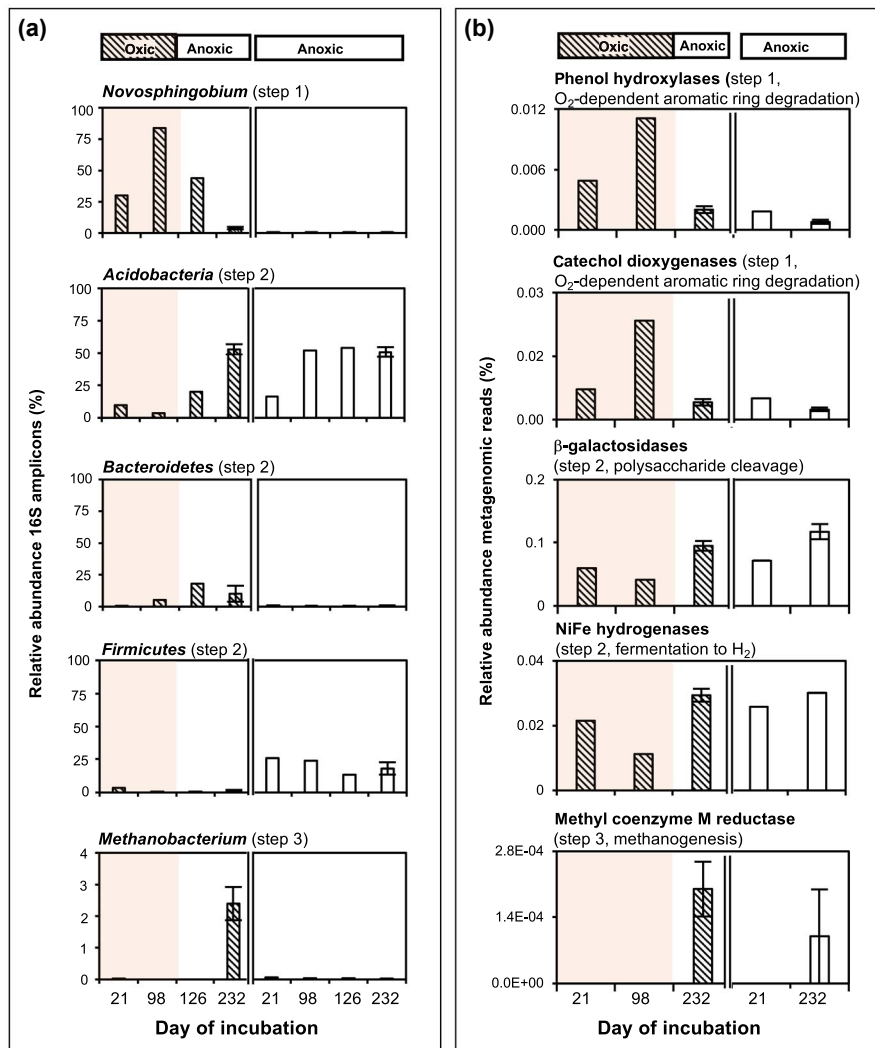 (a)
Oxic Anoxic Anoxic
Novosphingobium (step 1)
100
75
50
25
0
Acidobacteria (step 2)
100
75
50
25
0
Bacteroidetes (step 2)
100
75
50
25
0
Firmicutes (step 2)
100
75
50
25
0
Methanobacterium (step 3)
4
3
2
1
0
21 98 126 232 21 98 126 232
Day of incubation
Relative abundance 16S amplicons (%)
(b)
Oxic Anoxic Anoxic
Phenol hydroxylases (step 1,
O₂-dependent aromatic ring degradation)
0.012
0.006
0.000
Catechol dioxygenases (step 1,
O₂-dependent aromatic ring degradation)
0.03
0.02
0.00
β-galactosidases
(step 2, polysaccharide cleavage)
0.2
0.1
0
NiFe hydrogenases
(step 2, fermentation to H₂)
0.04
0.02
0
Methyl coenzyme M reductase
(step 3, methanogenesis)
2.8E-04
1.4E-04
0.0E+00
21 98 232 21 232
Day of incubation
Relative abundance metagenomic reads (%)